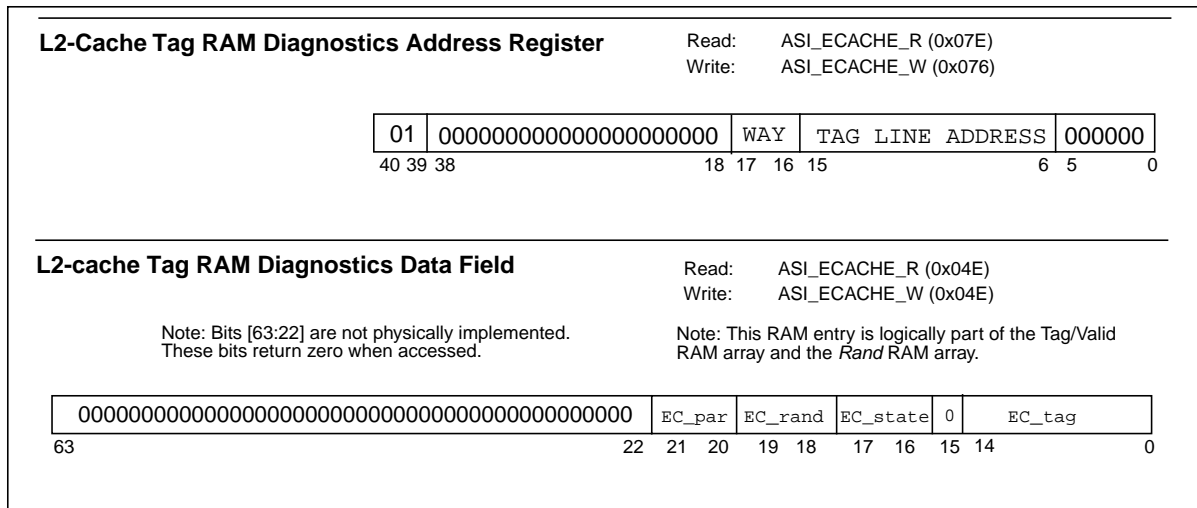 L2-Cache Tag RAM Diagnostics Address Register
Read: ASI_ECACHE_R (0x07E)
Write: ASI_ECACHE_W (0x076)
01 000000000000000000000 WAY TAG LINE ADDRESS 000000
40 39 38 18 17 16 15 6 5 0
L2-cache Tag RAM Diagnostics Data Field
Read: ASI_ECACHE_R (0x04E)
Write: ASI_ECACHE_W (0x04E)
Note: Bits [63:22] are not physically implemented.
These bits return zero when accessed.
Note: This RAM entry is logically part of the Tag/Valid
RAM array and the Rand RAM array.
000000000000000000000000000000000000000000 EC_par EC_rand EC_state 0 EC_tag
63 22 21 20 19 18 17 16 15 14 0